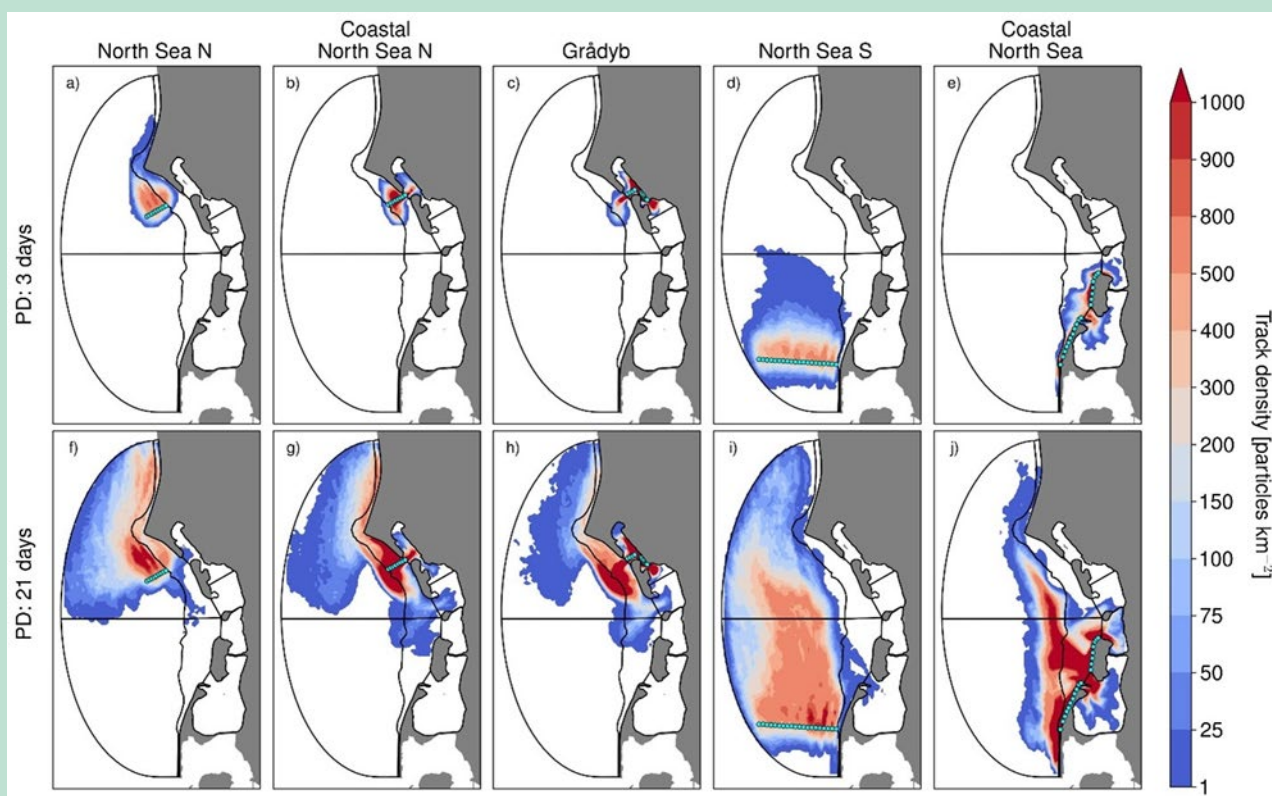 North Sea N
Coastal
North Sea N
Grådyb
North Sea S
Coastal
North Sea
PD: 3 days
a)
b)
c)
d)
e)
PD: 21 days
f)
g)
h)
i)
j)
1000
900
800
500
400
300
200
150
100
75
50
25
1
Track density [particles km⁻²]